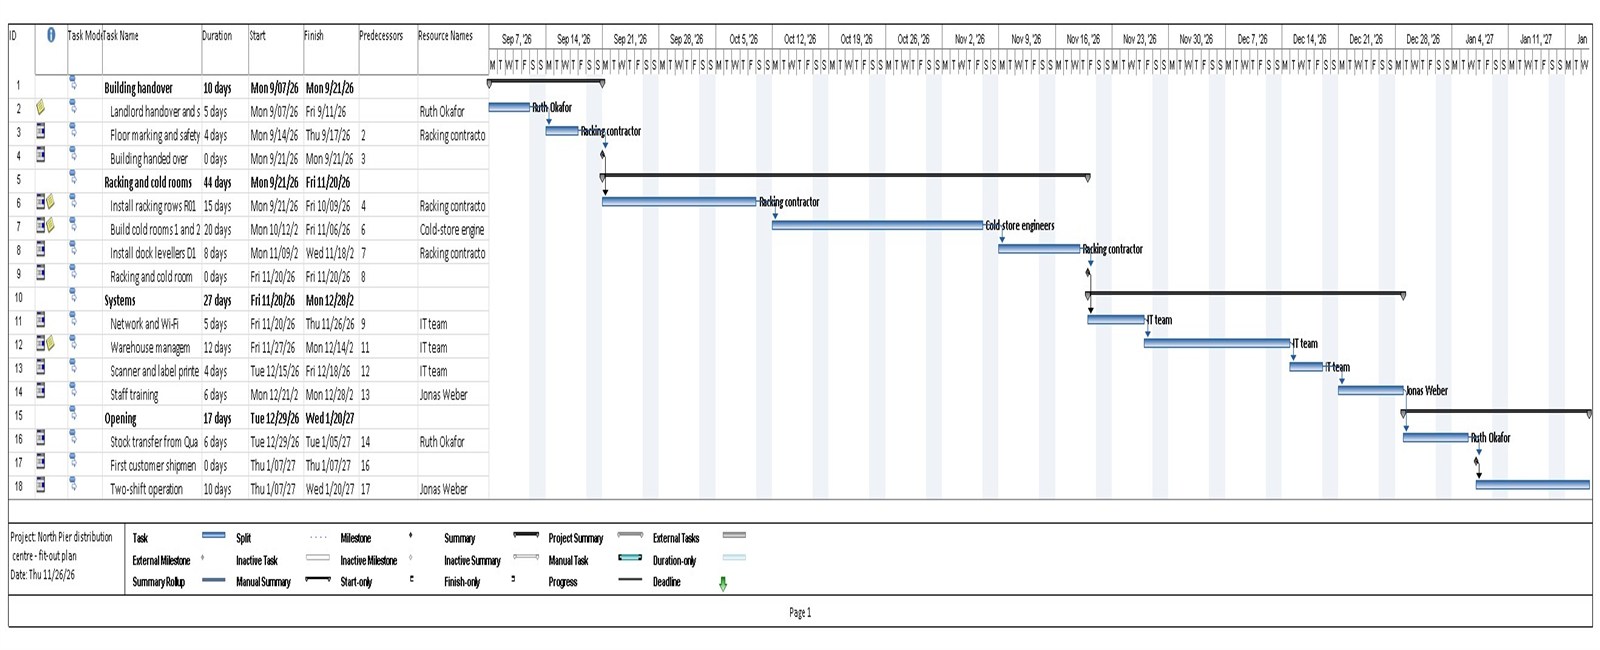 ID Task Mode Task Name Duration Start Finish Predecessors Resource Names
Sep 7, '26 Sep 14, '26 Sep 21, '26 Sep 28, '26 Oct 5, '26 Oct 12, '26 Oct 19, '26 Oct 26, '26 Nov 2, '26 Nov 9, '26 Nov 16, '26 Nov 23, '26 Nov 30, '26 Dec 7, '26 Dec 14, '26 Dec 21, '26 Dec 28, '26 Jan 4, '27 Jan 11, '27 Jan
M T W T F S S M T W T F S S M T W T F S S M T W T F S S M T W T F S S M T W T F S S M T W T F S S M T W T F S S M T W T F S S M T W T F S S M T W T F S S M T W T F S S M T W T F S S M T W T F S S M T W T F S S M T W T F S S M T W T F S S M T W T F S S M T W T F S S M T W
1 Building handover 10 days Mon 9/07/26 Mon 9/21/26
2 Landlord handover and s 5 days Mon 9/07/26 Fri 9/11/26 Ruth Okafor Ruth Okafor
3 Floor marking and safety 4 days Mon 9/14/26 Thu 9/17/26 2 Racking contracto Racking contractor
4 Building handed over 0 days Mon 9/21/26 Mon 9/21/26 3
5 Racking and cold rooms 44 days Mon 9/21/26 Fri 11/20/26
6 Install racking rows R01 15 days Mon 9/21/26 Fri 10/09/26 4 Racking contracto Racking contractor
7 Build cold rooms 1 and 2 20 days Mon 10/12/2 Fri 11/06/26 6 Cold-store engine Cold-store engineers
8 Install dock levellers D1 8 days Mon 11/09/2 Wed 11/18/2 7 Racking contracto Racking contractor
9 Racking and cold room 0 days Fri 11/20/26 Fri 11/20/26 8
10 Systems 27 days Fri 11/20/26 Mon 12/28/2
11 Network and Wi-Fi 5 days Fri 11/20/26 Thu 11/26/26 9 IT team IT team
12 Warehouse managem 12 days Fri 11/27/26 Mon 12/14/2 11 IT team IT team
13 Scanner and label printe 4 days Tue 12/15/2 Fri 12/18/26 12 IT team IT team
14 Staff training 6 days Mon 12/21/2 Mon 12/28/2 13 Jonas Weber Jonas Weber
15 Opening 17 days Tue 12/29/26 Wed 1/20/27
16 Stock transfer from Qua 6 days Tue 12/29/26 Tue 1/05/27 14 Ruth Okafor Ruth Okafor
17 First customer shipmen 0 days Thu 1/07/27 Thu 1/07/27 16
18 Two-shift operation 10 days Thu 1/07/27 Wed 1/20/27 17 Jonas Weber
Project: North Pier distribution
centre - fit-out plan
Date: Thu 11/26/26
Task Split Milestone Summary Project Summary External Tasks
External Milestone Inactive Task Inactive Milestone Inactive Summary Manual Task Duration-only
Summary Rollup Manual Summary Start-only Finish-only Progress Deadline
Page 1